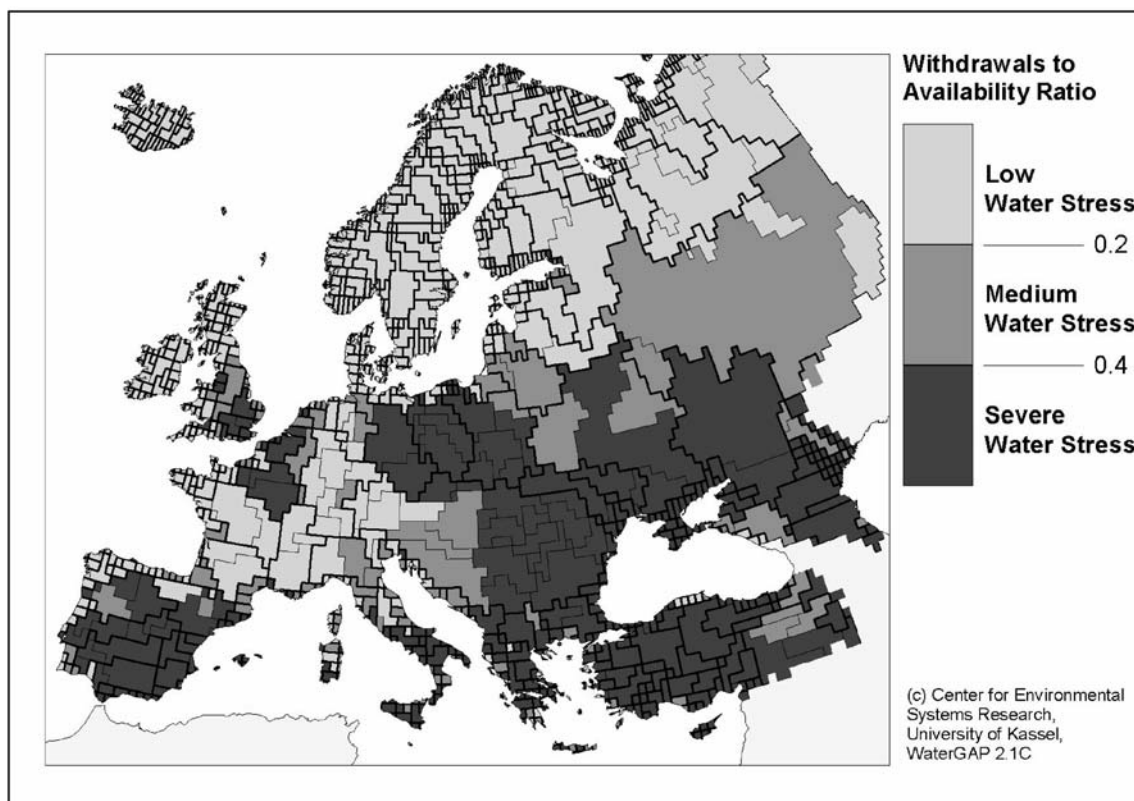 Withdrawals to
Availability Ratio
Low
Water Stress
0.2
Medium
Water Stress
0.4
Severe
Water Stress
(c) Center for Environmental
Systems Research,
University of Kassel,
WaterGAP 2.1C